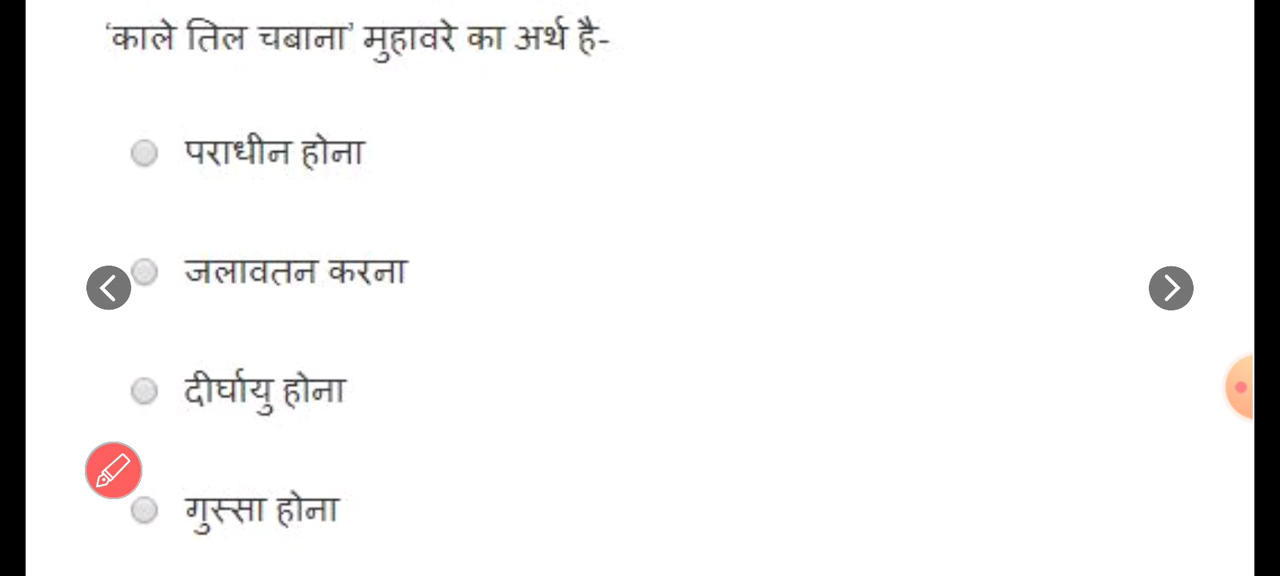 ‘काले तिल चबाना’ मुहावरे का अर्थ है-
पराधीन होना
जलावतन करना
दीर्घायु होना
गुस्सा होना